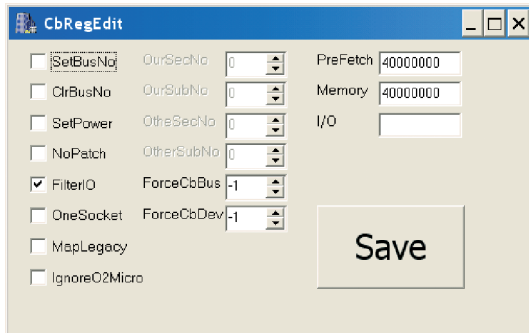 CbRegEdit
SetBusNo OurSecNo 0 PreFetch 40000000
ClrBusNo OurSubNo 0 Memory 40000000
SetPower OtheSecNo 0 I/O
NoPatch OtherSubNo 0
FilterIO ForceCbBus -1
OneSocket ForceCbDev -1
MapLegacy
IgnoreO2Micro
Save